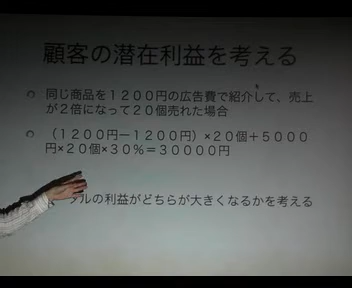 顧客の潜在利益を考える
同じ商品を1200円の広告費で紹介して、売上
が2倍になって20個売れた場合
（1200円ー1200円）×20個＋5000
円×20個×30％＝30000円
タルの利益がどちらが大きくなるかを考える